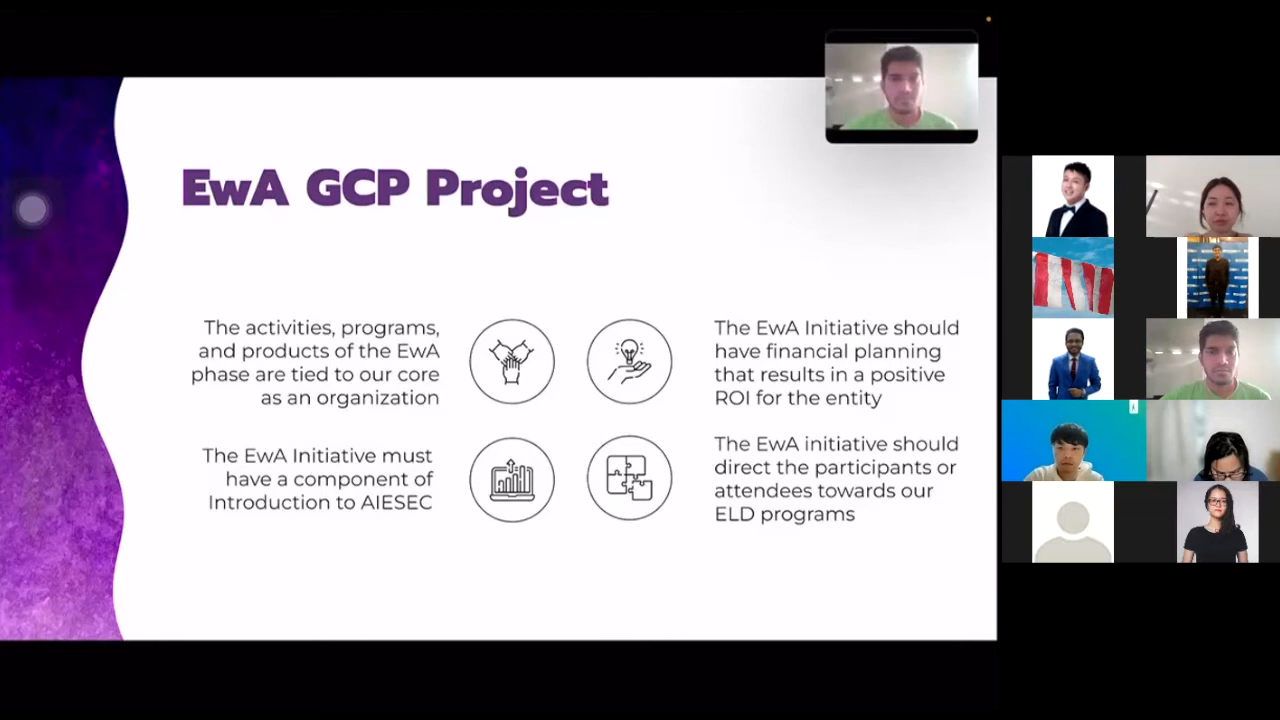 EwA GCP Project
The activities, programs,
and products of the EwA
phase are tied to our core
as an organization
The EwA Initiative should
have financial planning
that results in a positive
ROI for the entity
The EwA Initiative must
have a component of
Introduction to AIESEC
The EwA initiative should
direct the participants or
attendees towards our
ELD programs